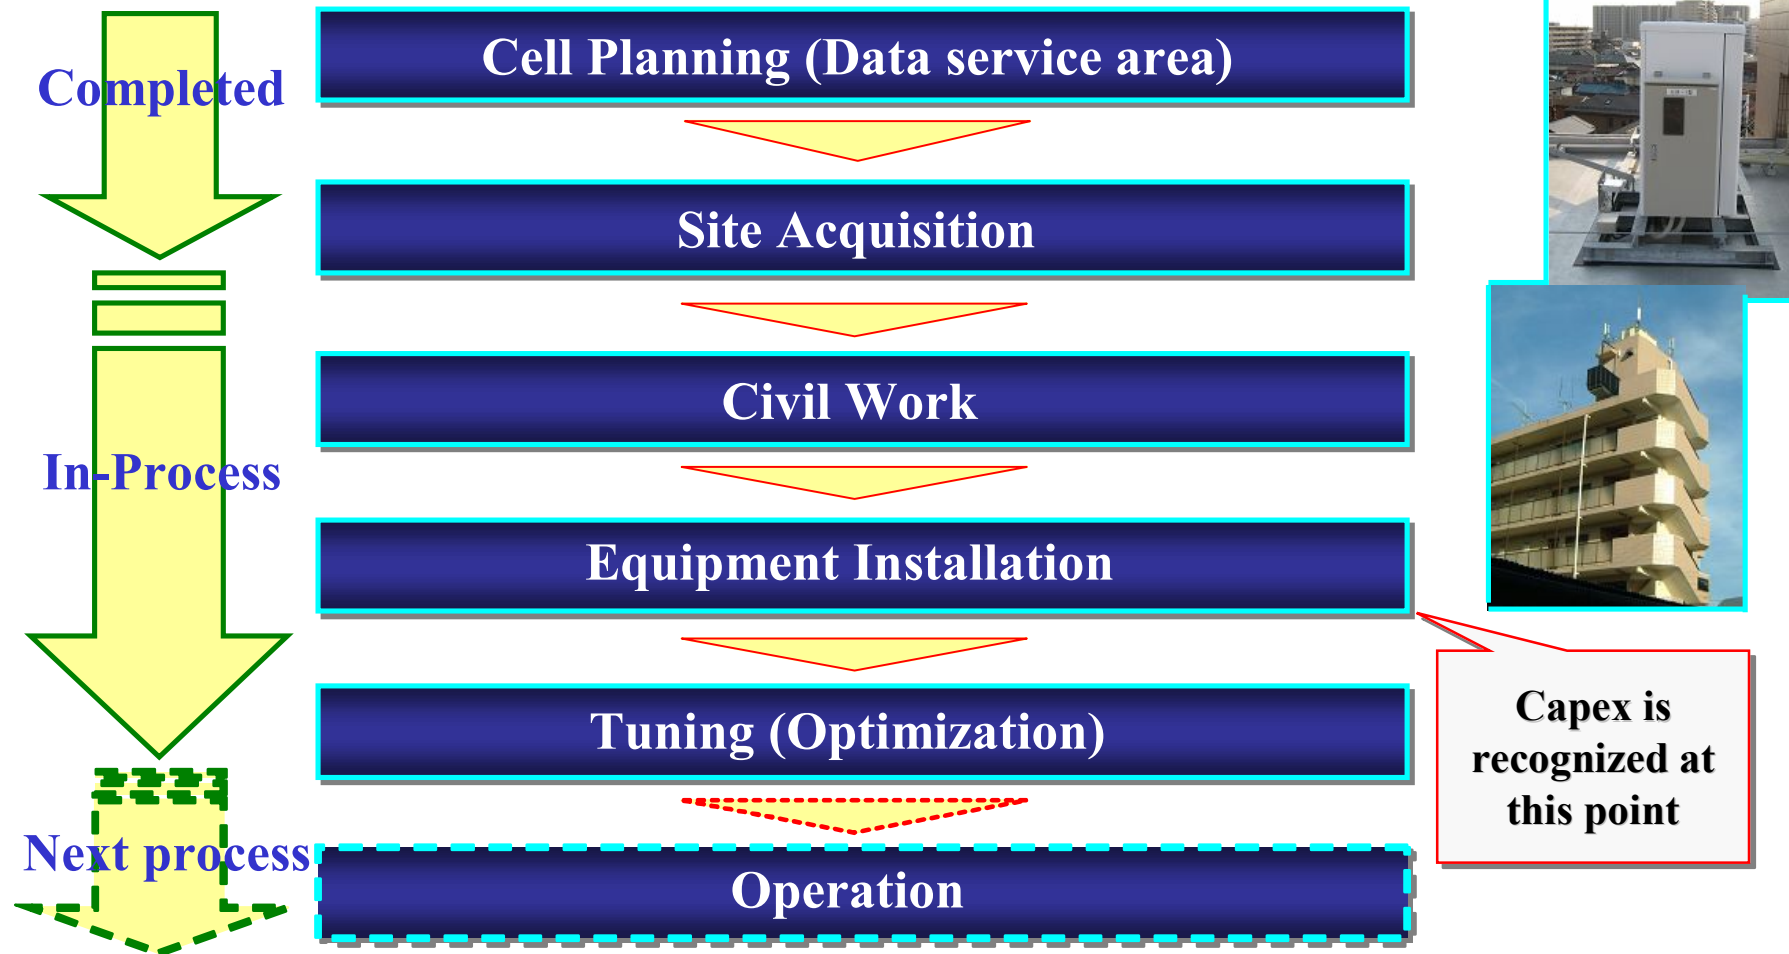 Completed
Cell Planning (Data service area)
Site Acquisition
Civil Work
In-Process
Equipment Installation
Tuning (Optimization)
Capex is
recognized at
this point
Next process
Operation